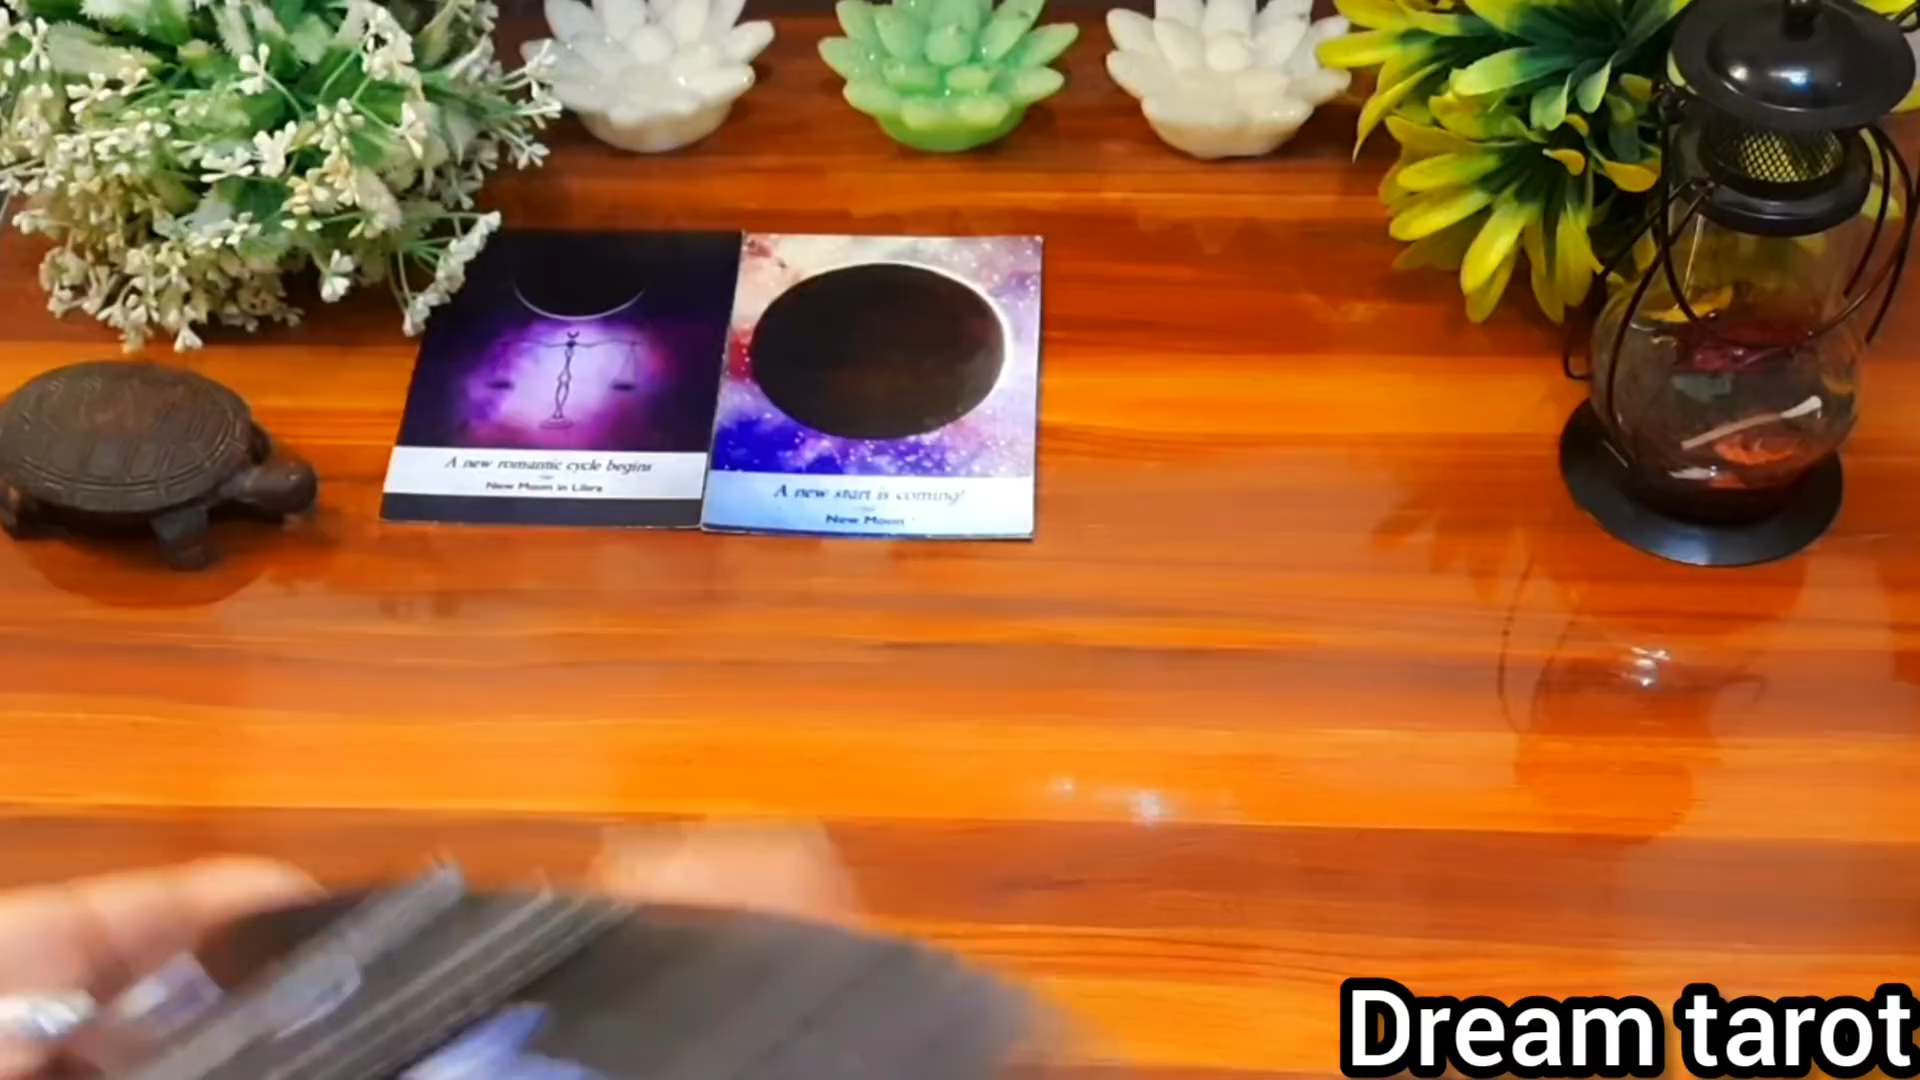 A new romantic cycle begins
New Moon in Libra
A new start is coming!
New Moon
Dream tarot